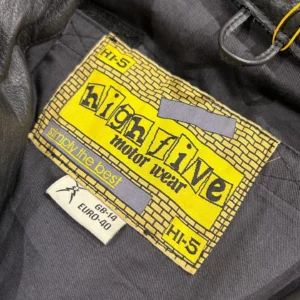 HI-5
high five
motor wear
simply the best
HI-5
GB-14
EURO-40